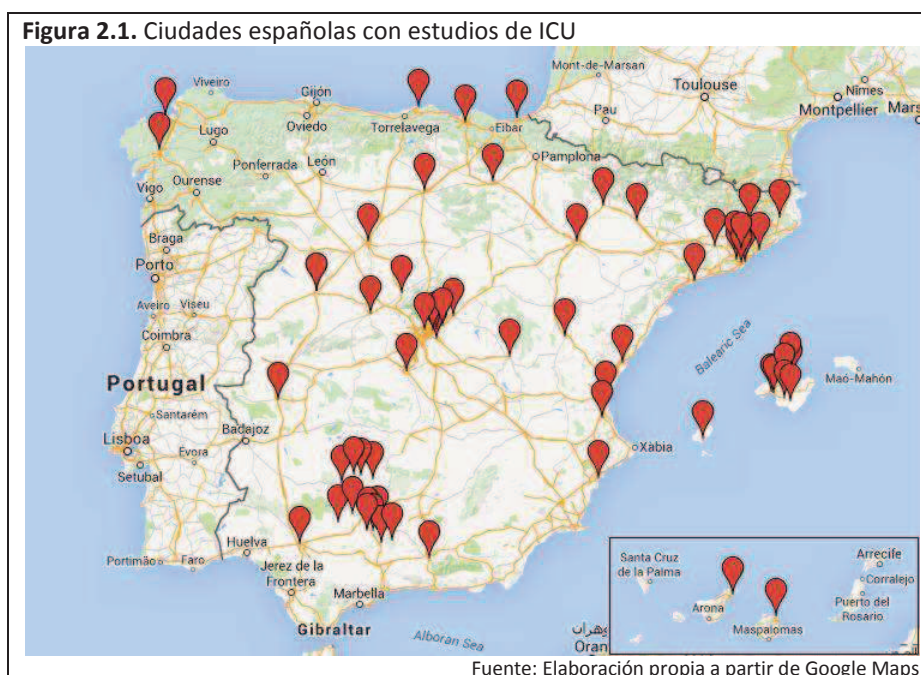 Figura 2.1. Ciudades españolas con estudios de ICU
Mont-de-Marsan
Viveiro
Gijón
Toulouse
Nîmes
Montpellier
Mars
Oviedo
Torrelavega
Eibar
Pau
Lugo
Pamplona
Ponferrada
León
Vigo
Ourense
Braga
Porto
Aveiro
Viseu
Coimbra
Balearic Sea
Maó-Mahón
Portugal
Santarém
Badajoz
Xàbia
Lisboa
Évora
Setubal
Huelva
Portimão
Faro
Jerez de la
Frontera
Marbella
Gibraltar
Alboran Sea
وهران
Oran
Santa Cruz
de la Palma
Arona
Maspalomas
Arrecife
Corralejo
Puerto del
Rosario
Fuente: Elaboración propia a partir de Google Maps